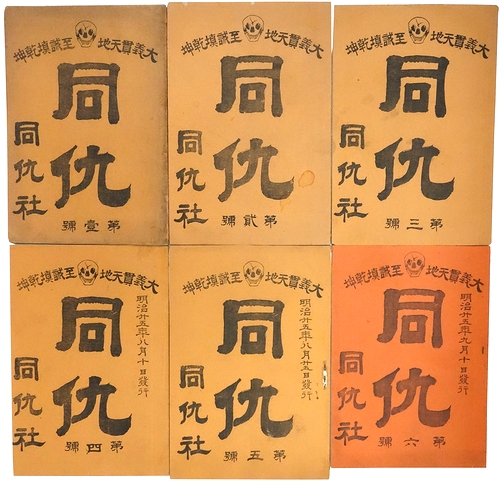 大義貫天地 至誠塡乾坤
同仇
同仇社
第壹號
大義貫天地 至誠塡乾坤
同仇
同仇社
第貳號
大義貫天地 至誠塡乾坤
同仇
同仇社
第三號
大義貫天地 至誠塡乾坤
明治廿五年八月十日發行
同仇
同仇社
第四號
大義貫天地 至誠塡乾坤
明治廿五年八月廿五日發行
同仇
同仇社
第五號
大義貫天地 至誠塡乾坤
明治廿五年九月十日發行
同仇
同仇社
第六號